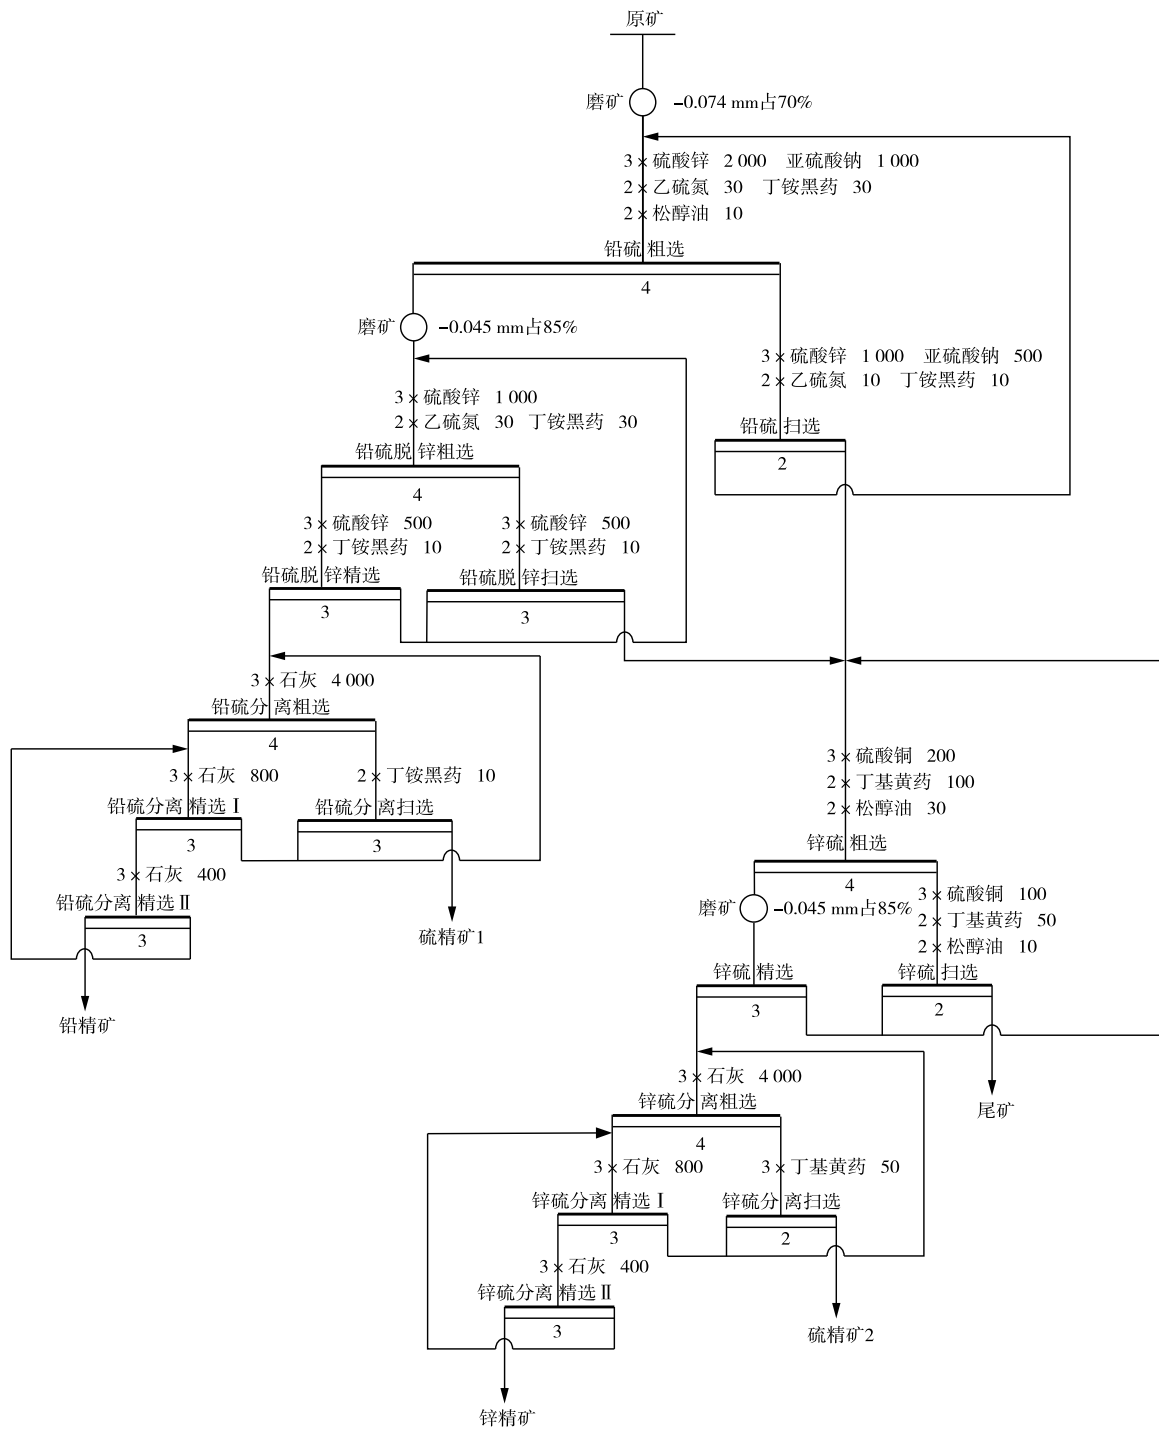 原矿
磨矿 -0.074 mm占70%
3 硫酸锌 2 000 亚硫酸钠 1 000
2 乙硫氮 30 丁铵黑药 30
2 松醇油 10
铅硫粗选
4
磨矿 -0.045 mm占85%
3 硫酸锌 1 000 亚硫酸钠 500
2 乙硫氮 10 丁铵黑药 10
铅硫扫选
2
3 硫酸锌 1 000
2 乙硫氮 30 丁铵黑药 30
铅硫脱锌粗选
4
3 硫酸锌 500
2 丁铵黑药 10
铅硫脱锌精选
3
3 硫酸锌 500
2 丁铵黑药 10
铅硫脱锌扫选
3
3 石灰 4 000
铅硫分离粗选
4
3 石灰 800
铅硫分离精选Ⅰ
3
2 丁铵黑药 10
铅硫分离扫选
3
3 石灰 400
铅硫分离精选Ⅱ
3
硫精矿1
铅精矿
3 硫酸铜 200
2 丁基黄药 100
2 松醇油 30
锌硫粗选
4
磨矿 -0.045 mm占85%
3 硫酸铜 100
2 丁基黄药 50
2 松醇油 10
锌硫精选
3
锌硫扫选
2
尾矿
3 石灰 4 000
锌硫分离粗选
4
3 石灰 800
锌硫分离精选Ⅰ
3
3 丁基黄药 50
锌硫分离扫选
2
3 石灰 400
锌硫分离精选Ⅱ
3
硫精矿2
锌精矿